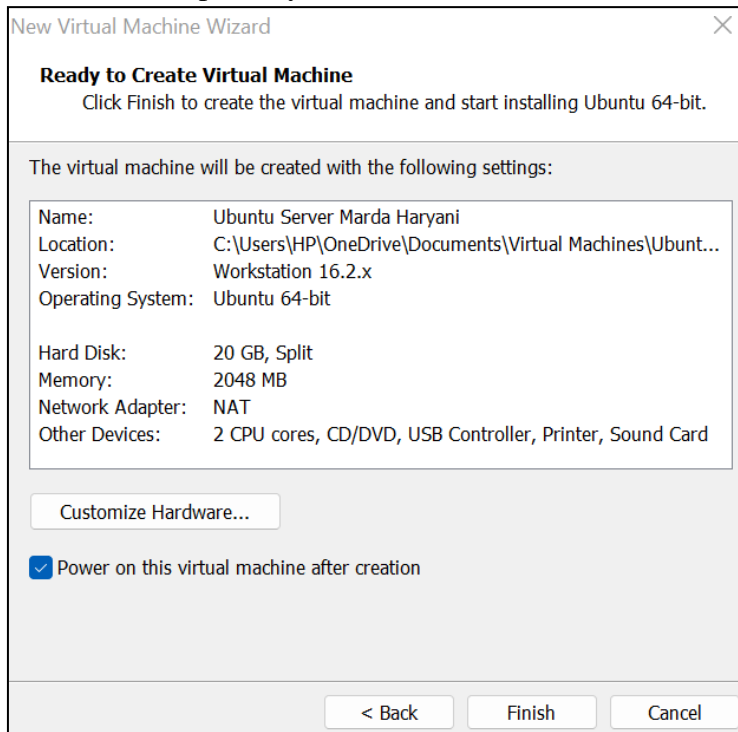 New Virtual Machine Wizard
Ready to Create Virtual Machine
Click Finish to create the virtual machine and start installing Ubuntu 64-bit.
The virtual machine will be created with the following settings:
Name: Ubuntu Server Marda Haryani
Location: C:\Users\HP\OneDrive\Documents\Virtual Machines\Ubunt...
Version: Workstation 16.2.x
Operating System: Ubuntu 64-bit
Hard Disk: 20 GB, Split
Memory: 2048 MB
Network Adapter: NAT
Other Devices: 2 CPU cores, CD/DVD, USB Controller, Printer, Sound Card
Customize Hardware...
Power on this virtual machine after creation
< Back Finish Cancel